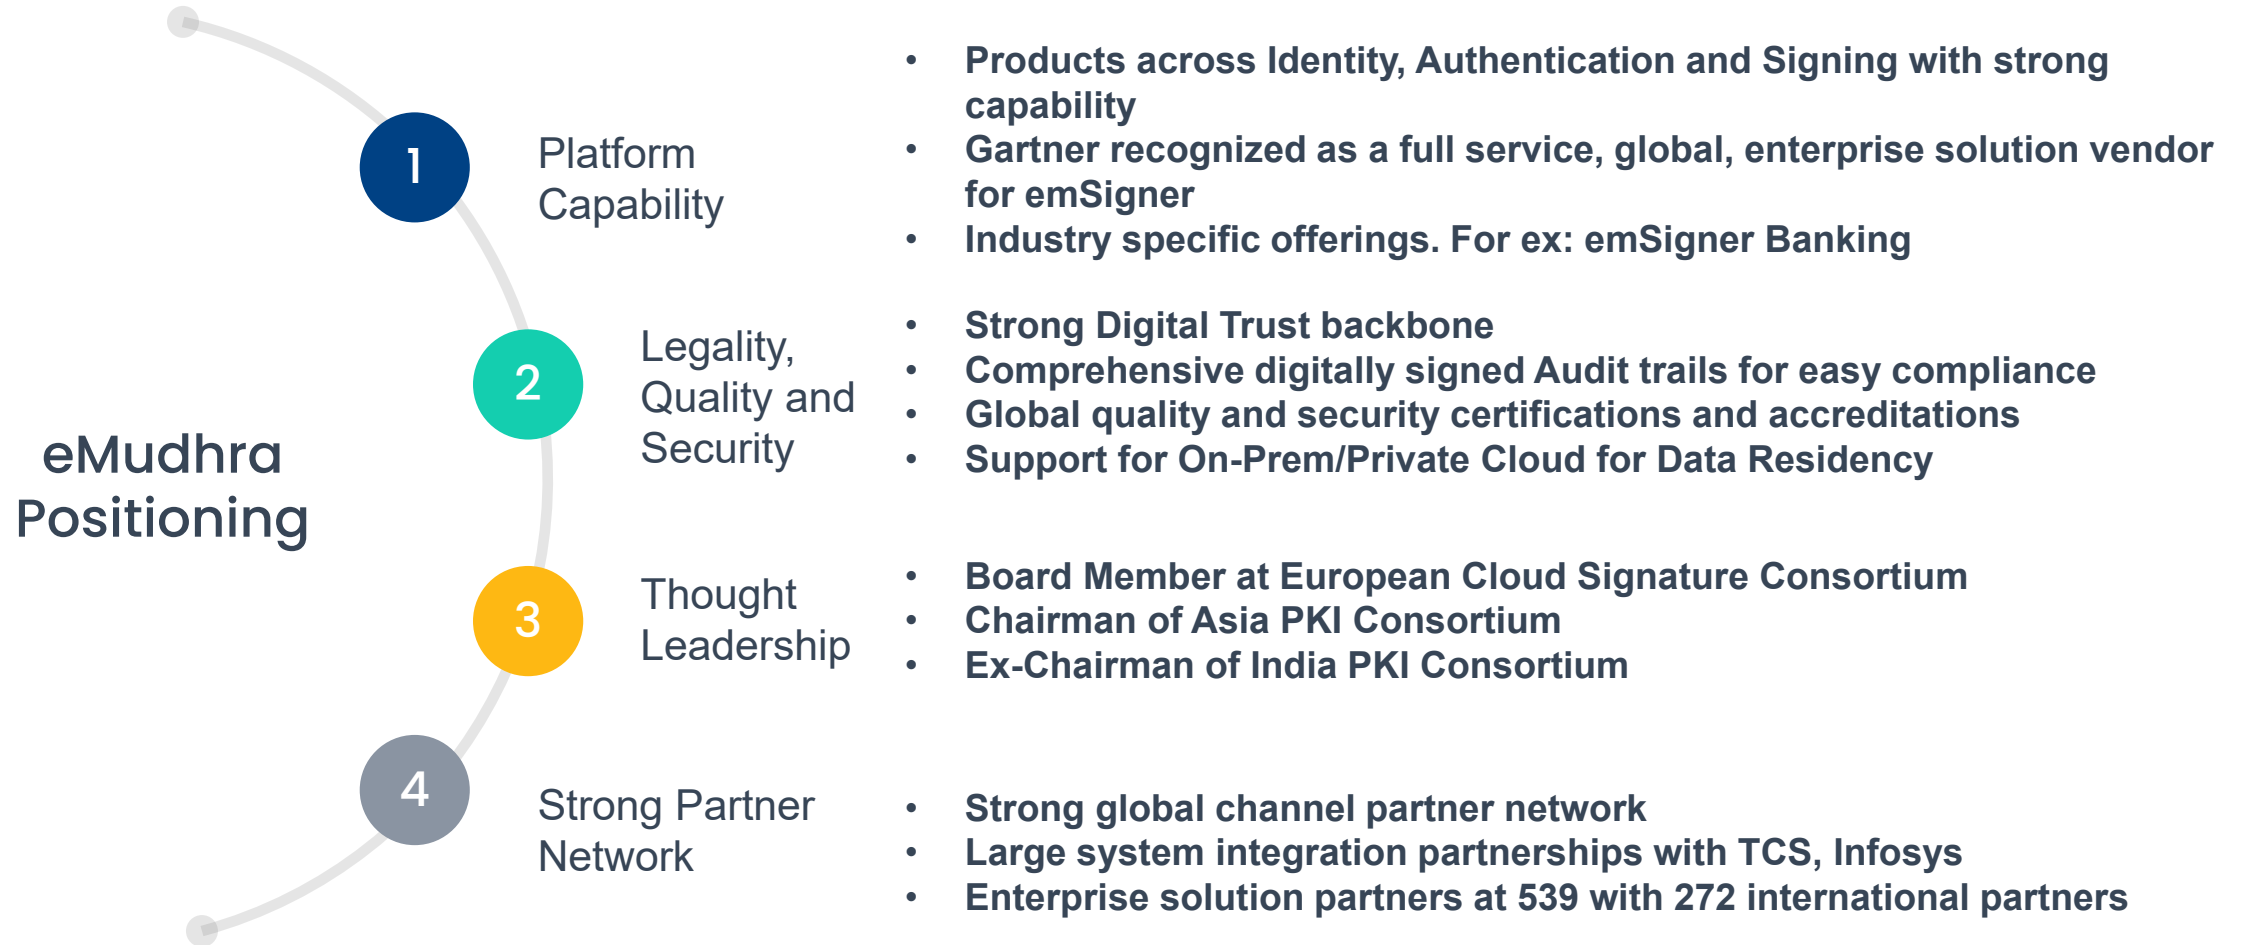 eMudhra
Positioning
1
Platform
Capability
• Products across Identity, Authentication and Signing with strong
capability
• Gartner recognized as a full service, global, enterprise solution vendor
for emSigner
• Industry specific offerings. For ex: emSigner Banking
2
Legality,
Quality and
Security
• Strong Digital Trust backbone
• Comprehensive digitally signed Audit trails for easy compliance
• Global quality and security certifications and accreditations
• Support for On-Prem/Private Cloud for Data Residency
3
Thought
Leadership
• Board Member at European Cloud Signature Consortium
• Chairman of Asia PKI Consortium
• Ex-Chairman of India PKI Consortium
4
Strong Partner
Network
• Strong global channel partner network
• Large system integration partnerships with TCS, Infosys
• Enterprise solution partners at 539 with 272 international partners